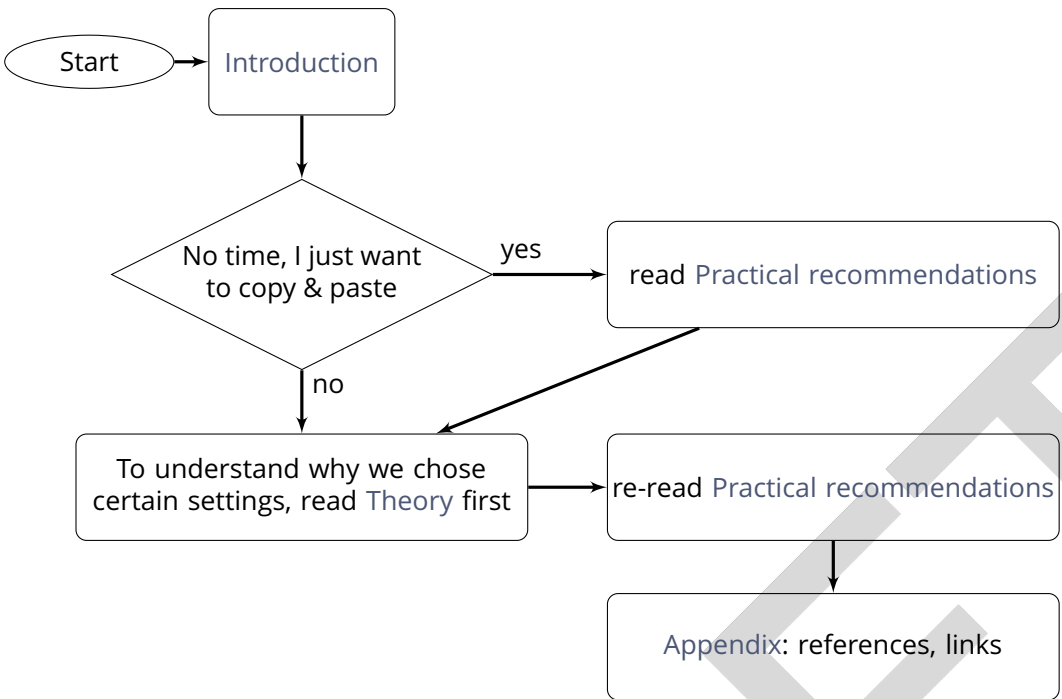 Start
Introduction
No time, I just want
to copy & paste
yes
read Practical recommendations
no
To understand why we chose
certain settings, read Theory first
re-read Practical recommendations
Appendix: references, links